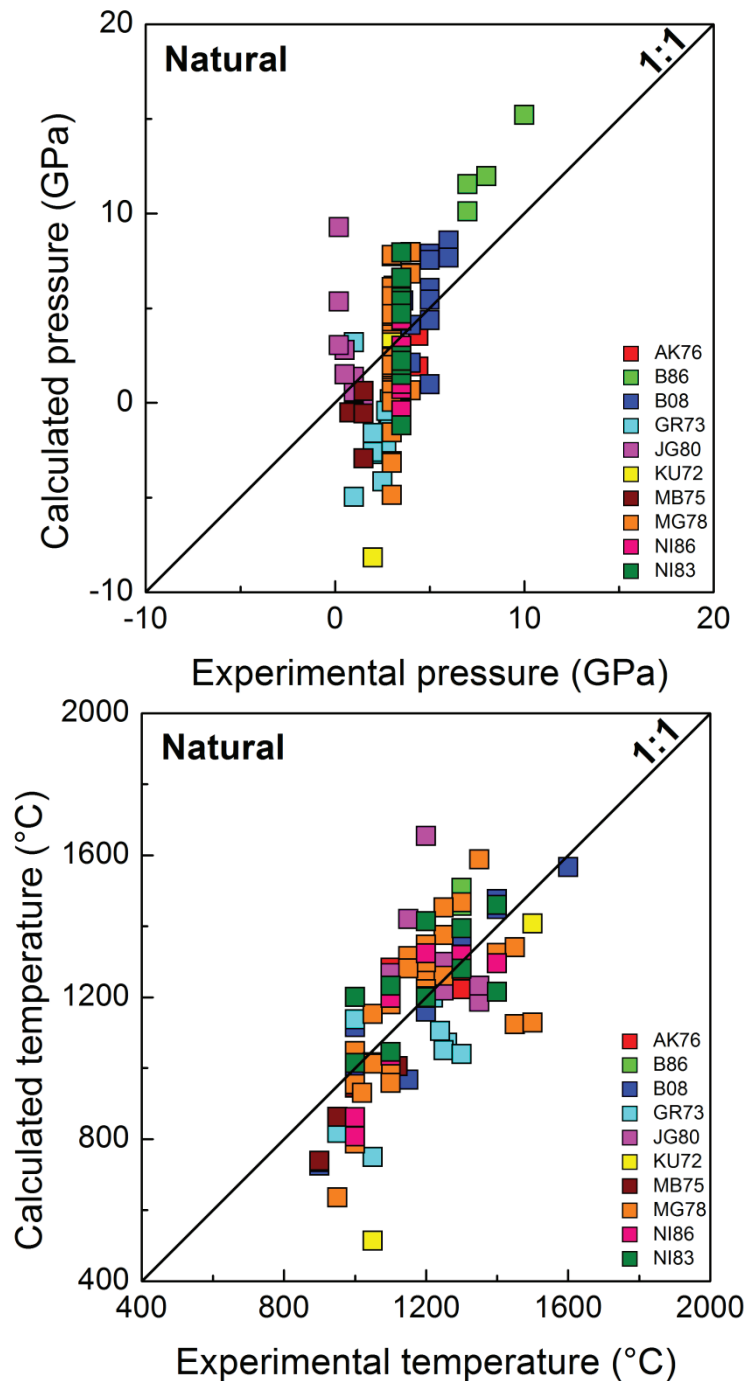 20
Natural
1:1
10
0
-10
Calculated pressure (GPa)
AK76
B86
B08
GR73
JG80
KU72
MB75
MG78
NI86
NI83
-10 0 10 20
Experimental pressure (GPa)
2000
Natural
1:1
1600
1200
800
400
Calculated temperature (°C)
AK76
B86
B08
GR73
JG80
KU72
MB75
MG78
NI86
NI83
400 800 1200 1600 2000
Experimental temperature (°C)